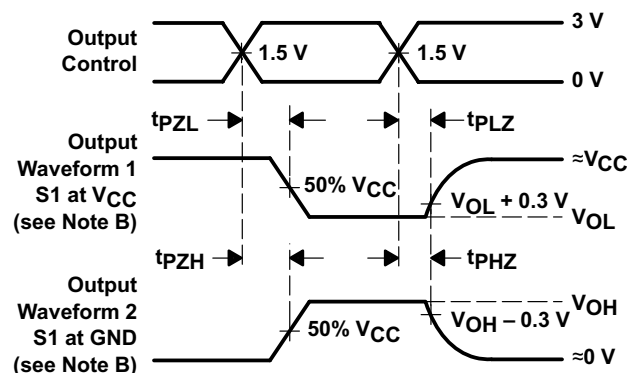 Output
Control
1.5 V
1.5 V
3 V
0 V
tPZL
tPLZ
Output
Waveform 1
S1 at VCC
(see Note B)
50% VCC
≈VCC
VOL + 0.3 V
VOL
tPZH
tPHZ
Output
Waveform 2
S1 at GND
(see Note B)
50% VCC
VOH
VOH – 0.3 V
≈0 V